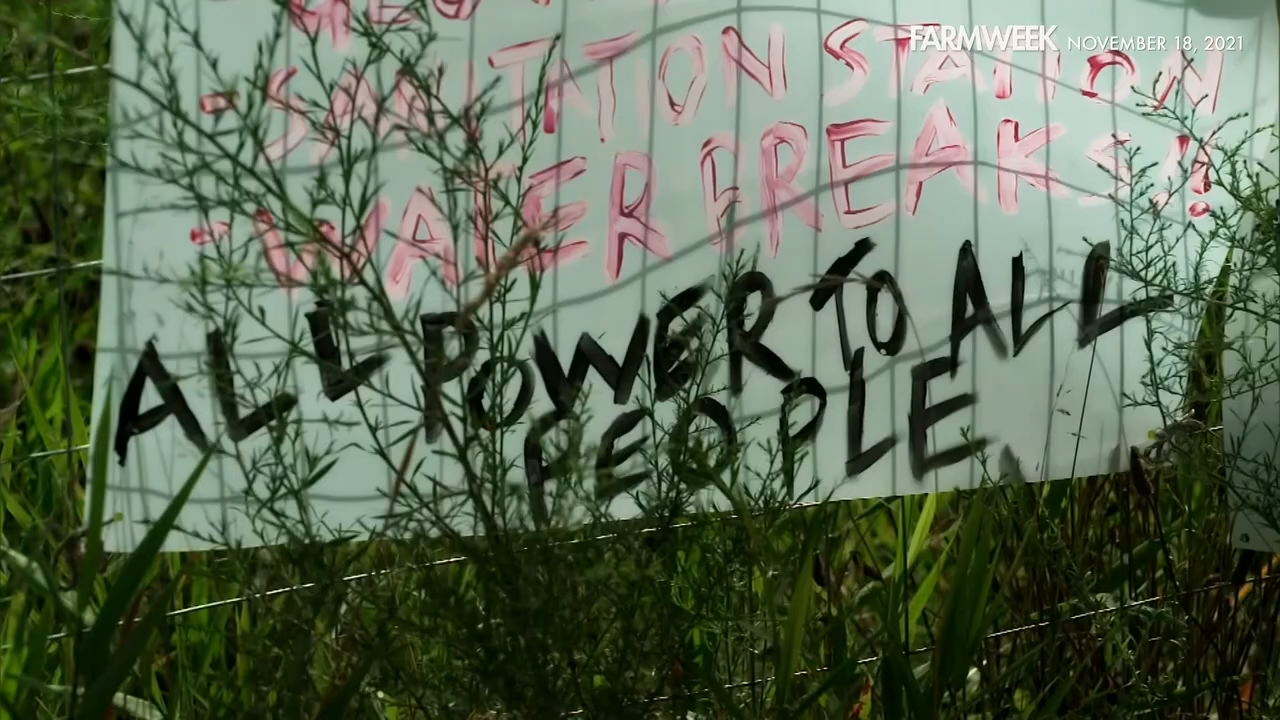 FARMWEEK NOVEMBER 18, 2021
-SANITATION STATION
-WATER BREAKS!!
ALL POWER TO ALL
PEOPLE.